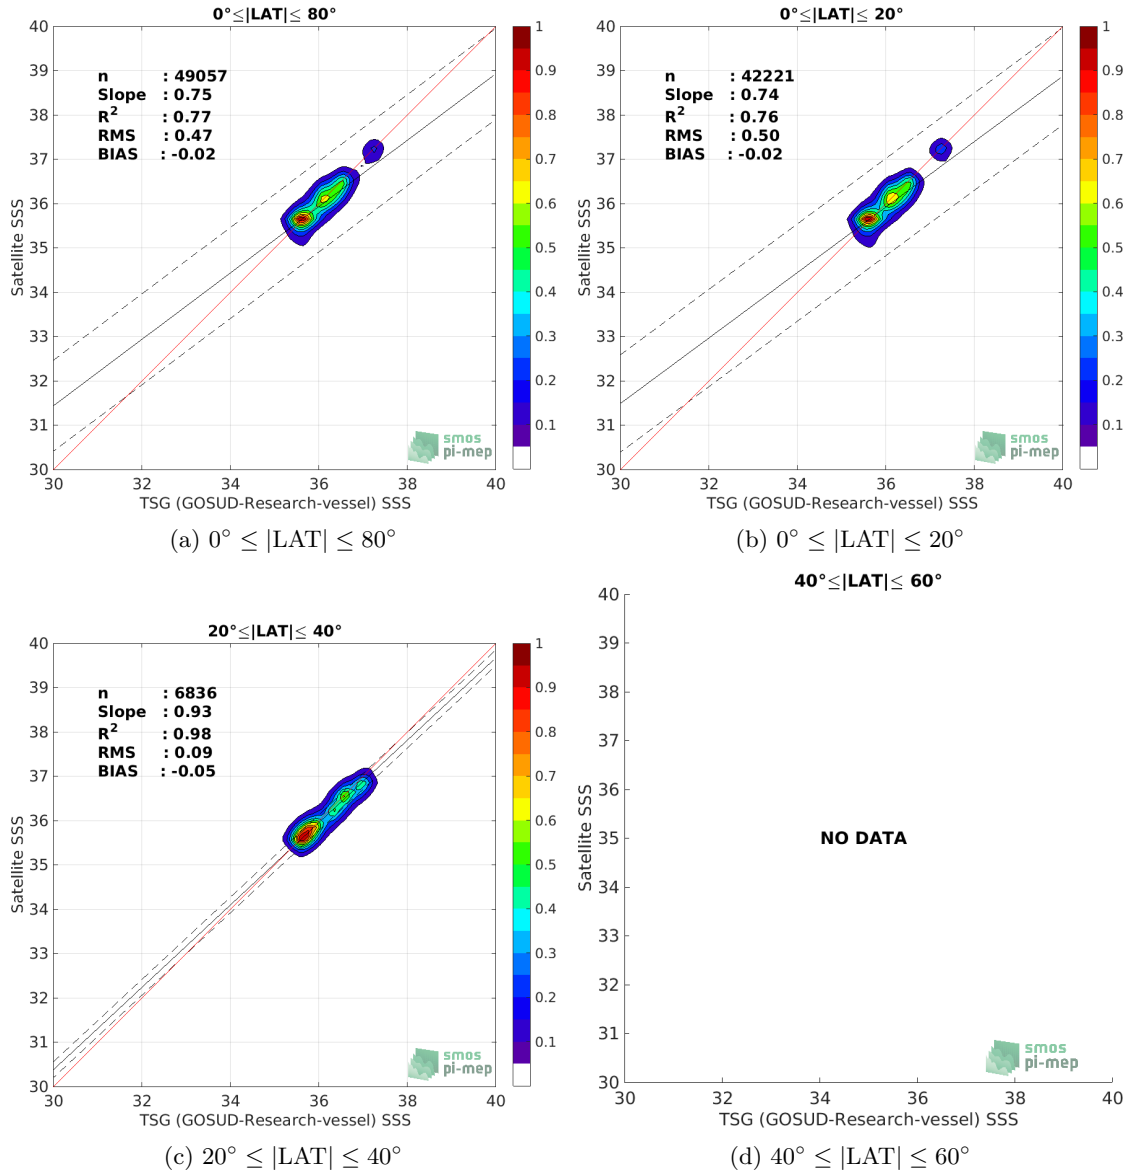 0°≤|LAT|≤ 80°
n : 49057
Slope : 0.75
R2 : 0.77
RMS : 0.47
BIAS : -0.02
40
39
38
37
36
35
34
33
32
31
30
Satellite SSS
30 32 34 36 38 40
TSG (GOSUD-Research-vessel) SSS
1
0.9
0.8
0.7
0.6
0.5
0.4
0.3
0.2
0.1
smos
pi-mep
(a) 0° ≤ |LAT| ≤ 80°
0°≤|LAT|≤ 20°
n : 42221
Slope : 0.74
R2 : 0.76
RMS : 0.50
BIAS : -0.02
40
39
38
37
36
35
34
33
32
31
30
Satellite SSS
30 32 34 36 38 40
TSG (GOSUD-Research-vessel) SSS
1
0.9
0.8
0.7
0.6
0.5
0.4
0.3
0.2
0.1
smos
pi-mep
(b) 0° ≤ |LAT| ≤ 20°
20°≤|LAT|≤ 40°
n : 6836
Slope : 0.93
R2 : 0.98
RMS : 0.09
BIAS : -0.05
40
39
38
37
36
35
34
33
32
31
30
Satellite SSS
30 32 34 36 38 40
TSG (GOSUD-Research-vessel) SSS
1
0.9
0.8
0.7
0.6
0.5
0.4
0.3
0.2
0.1
smos
pi-mep
(c) 20° ≤ |LAT| ≤ 40°
40°≤|LAT|≤ 60°
40
39
38
37
36
35
34
33
32
31
30
Satellite SSS
NO DATA
30 32 34 36 38 40
TSG (GOSUD-Research-vessel) SSS
smos
pi-mep
(d) 40° ≤ |LAT| ≤ 60°